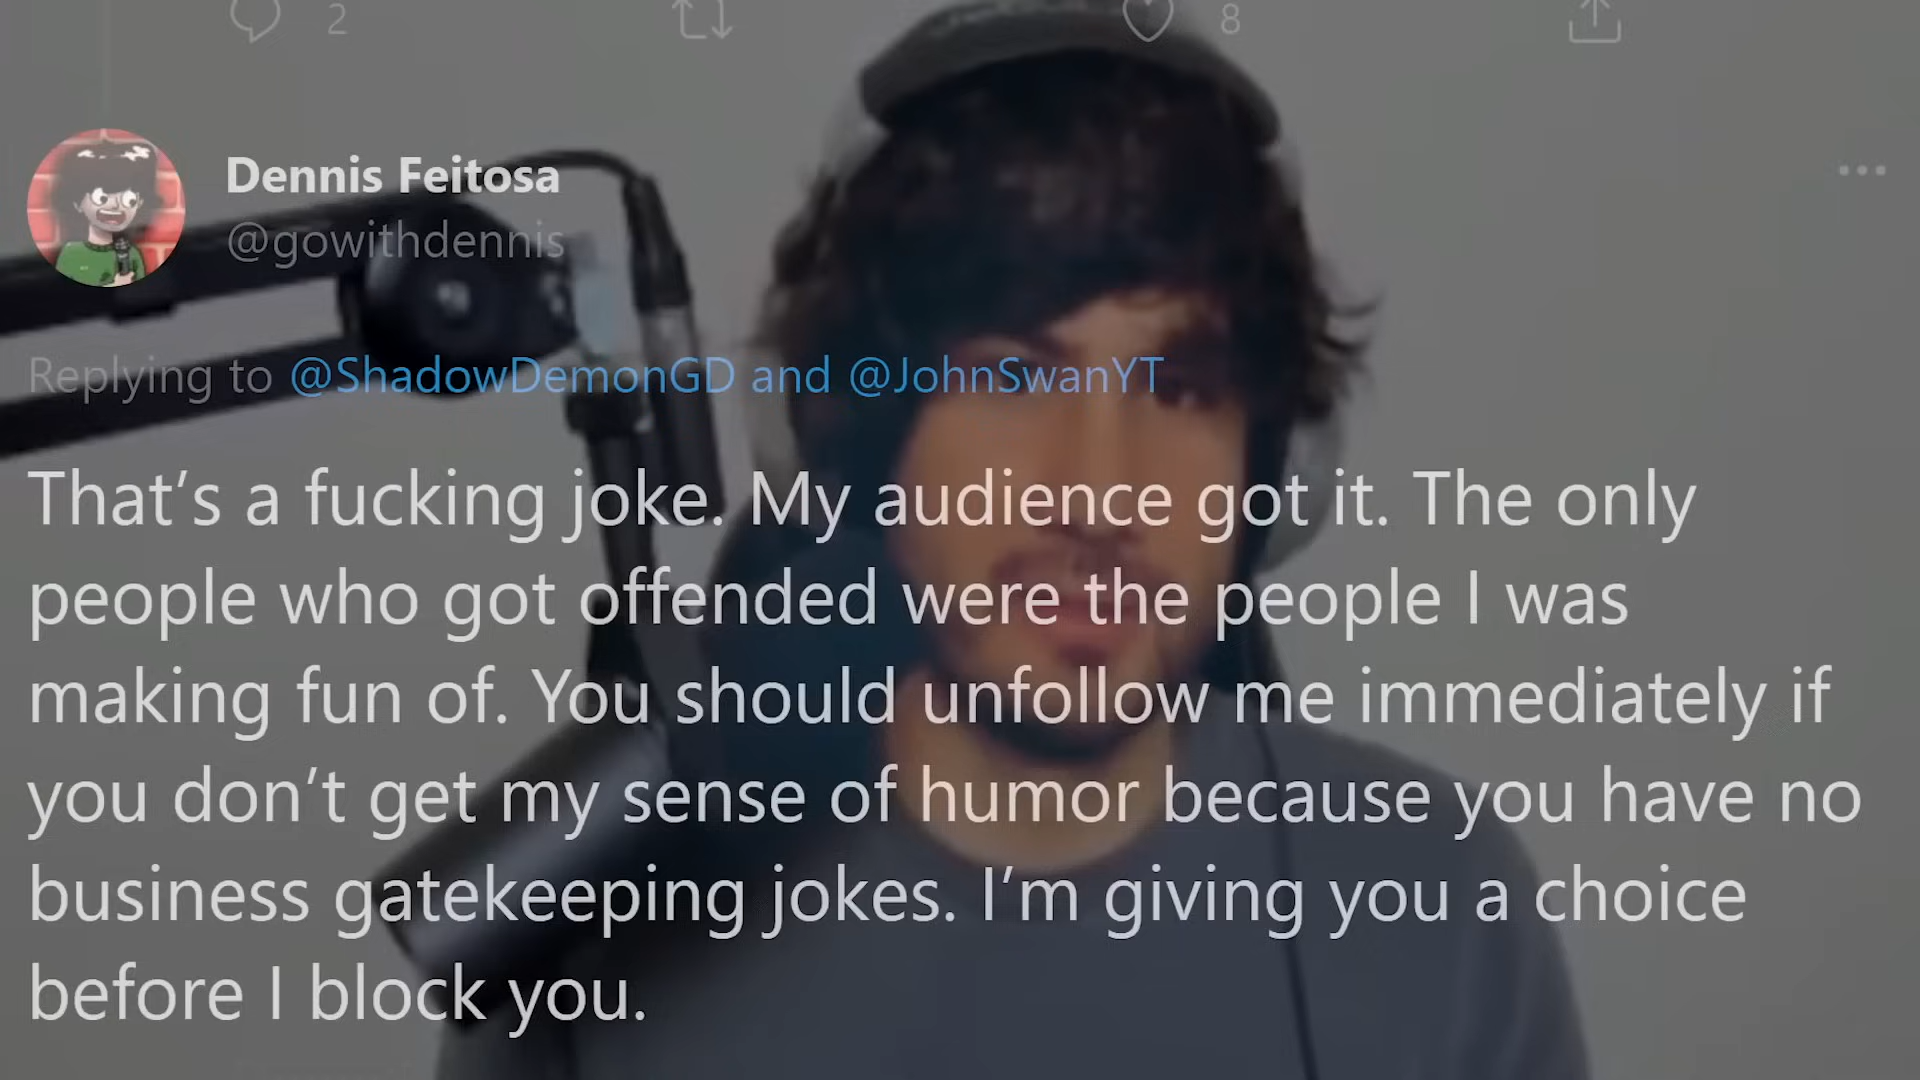 2 8
Dennis Feitosa
@gowithdennis
Replying to @ShadowDemonGD and @JohnSwanYT
That’s a fucking joke. My audience got it. The only
people who got offended were the people I was
making fun of. You should unfollow me immediately if
you don’t get my sense of humor because you have no
business gatekeeping jokes. I’m giving you a choice
before I block you.